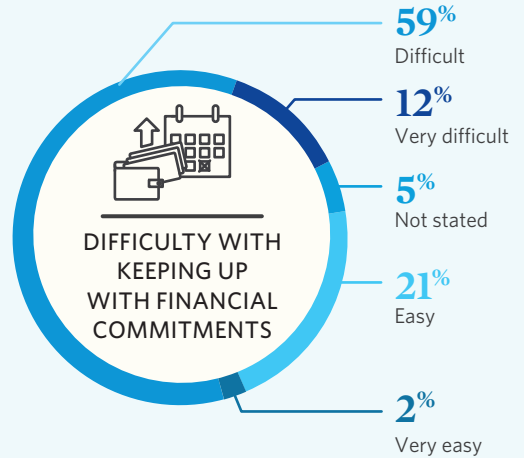 59%
Difficult
12%
Very difficult
5%
Not stated
21%
Easy
2%
Very easy
DIFFICULTY WITH
KEEPING UP
WITH FINANCIAL
COMMITMENTS